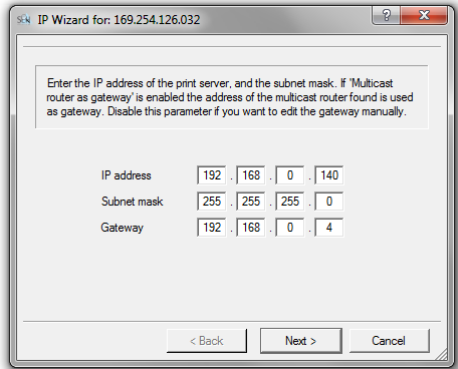 SEH IP Wizard for: 169.254.126.032
Enter the IP address of the print server, and the subnet mask. If 'Multicast
router as gateway' is enabled the address of the multicast router found is used
as gateway. Disable this parameter if you want to edit the gateway manually.
IP address 192 . 168 . 0 . 140
Subnet mask 255 . 255 . 255 . 0
Gateway 192 . 168 . 0 . 4
< Back Next > Cancel